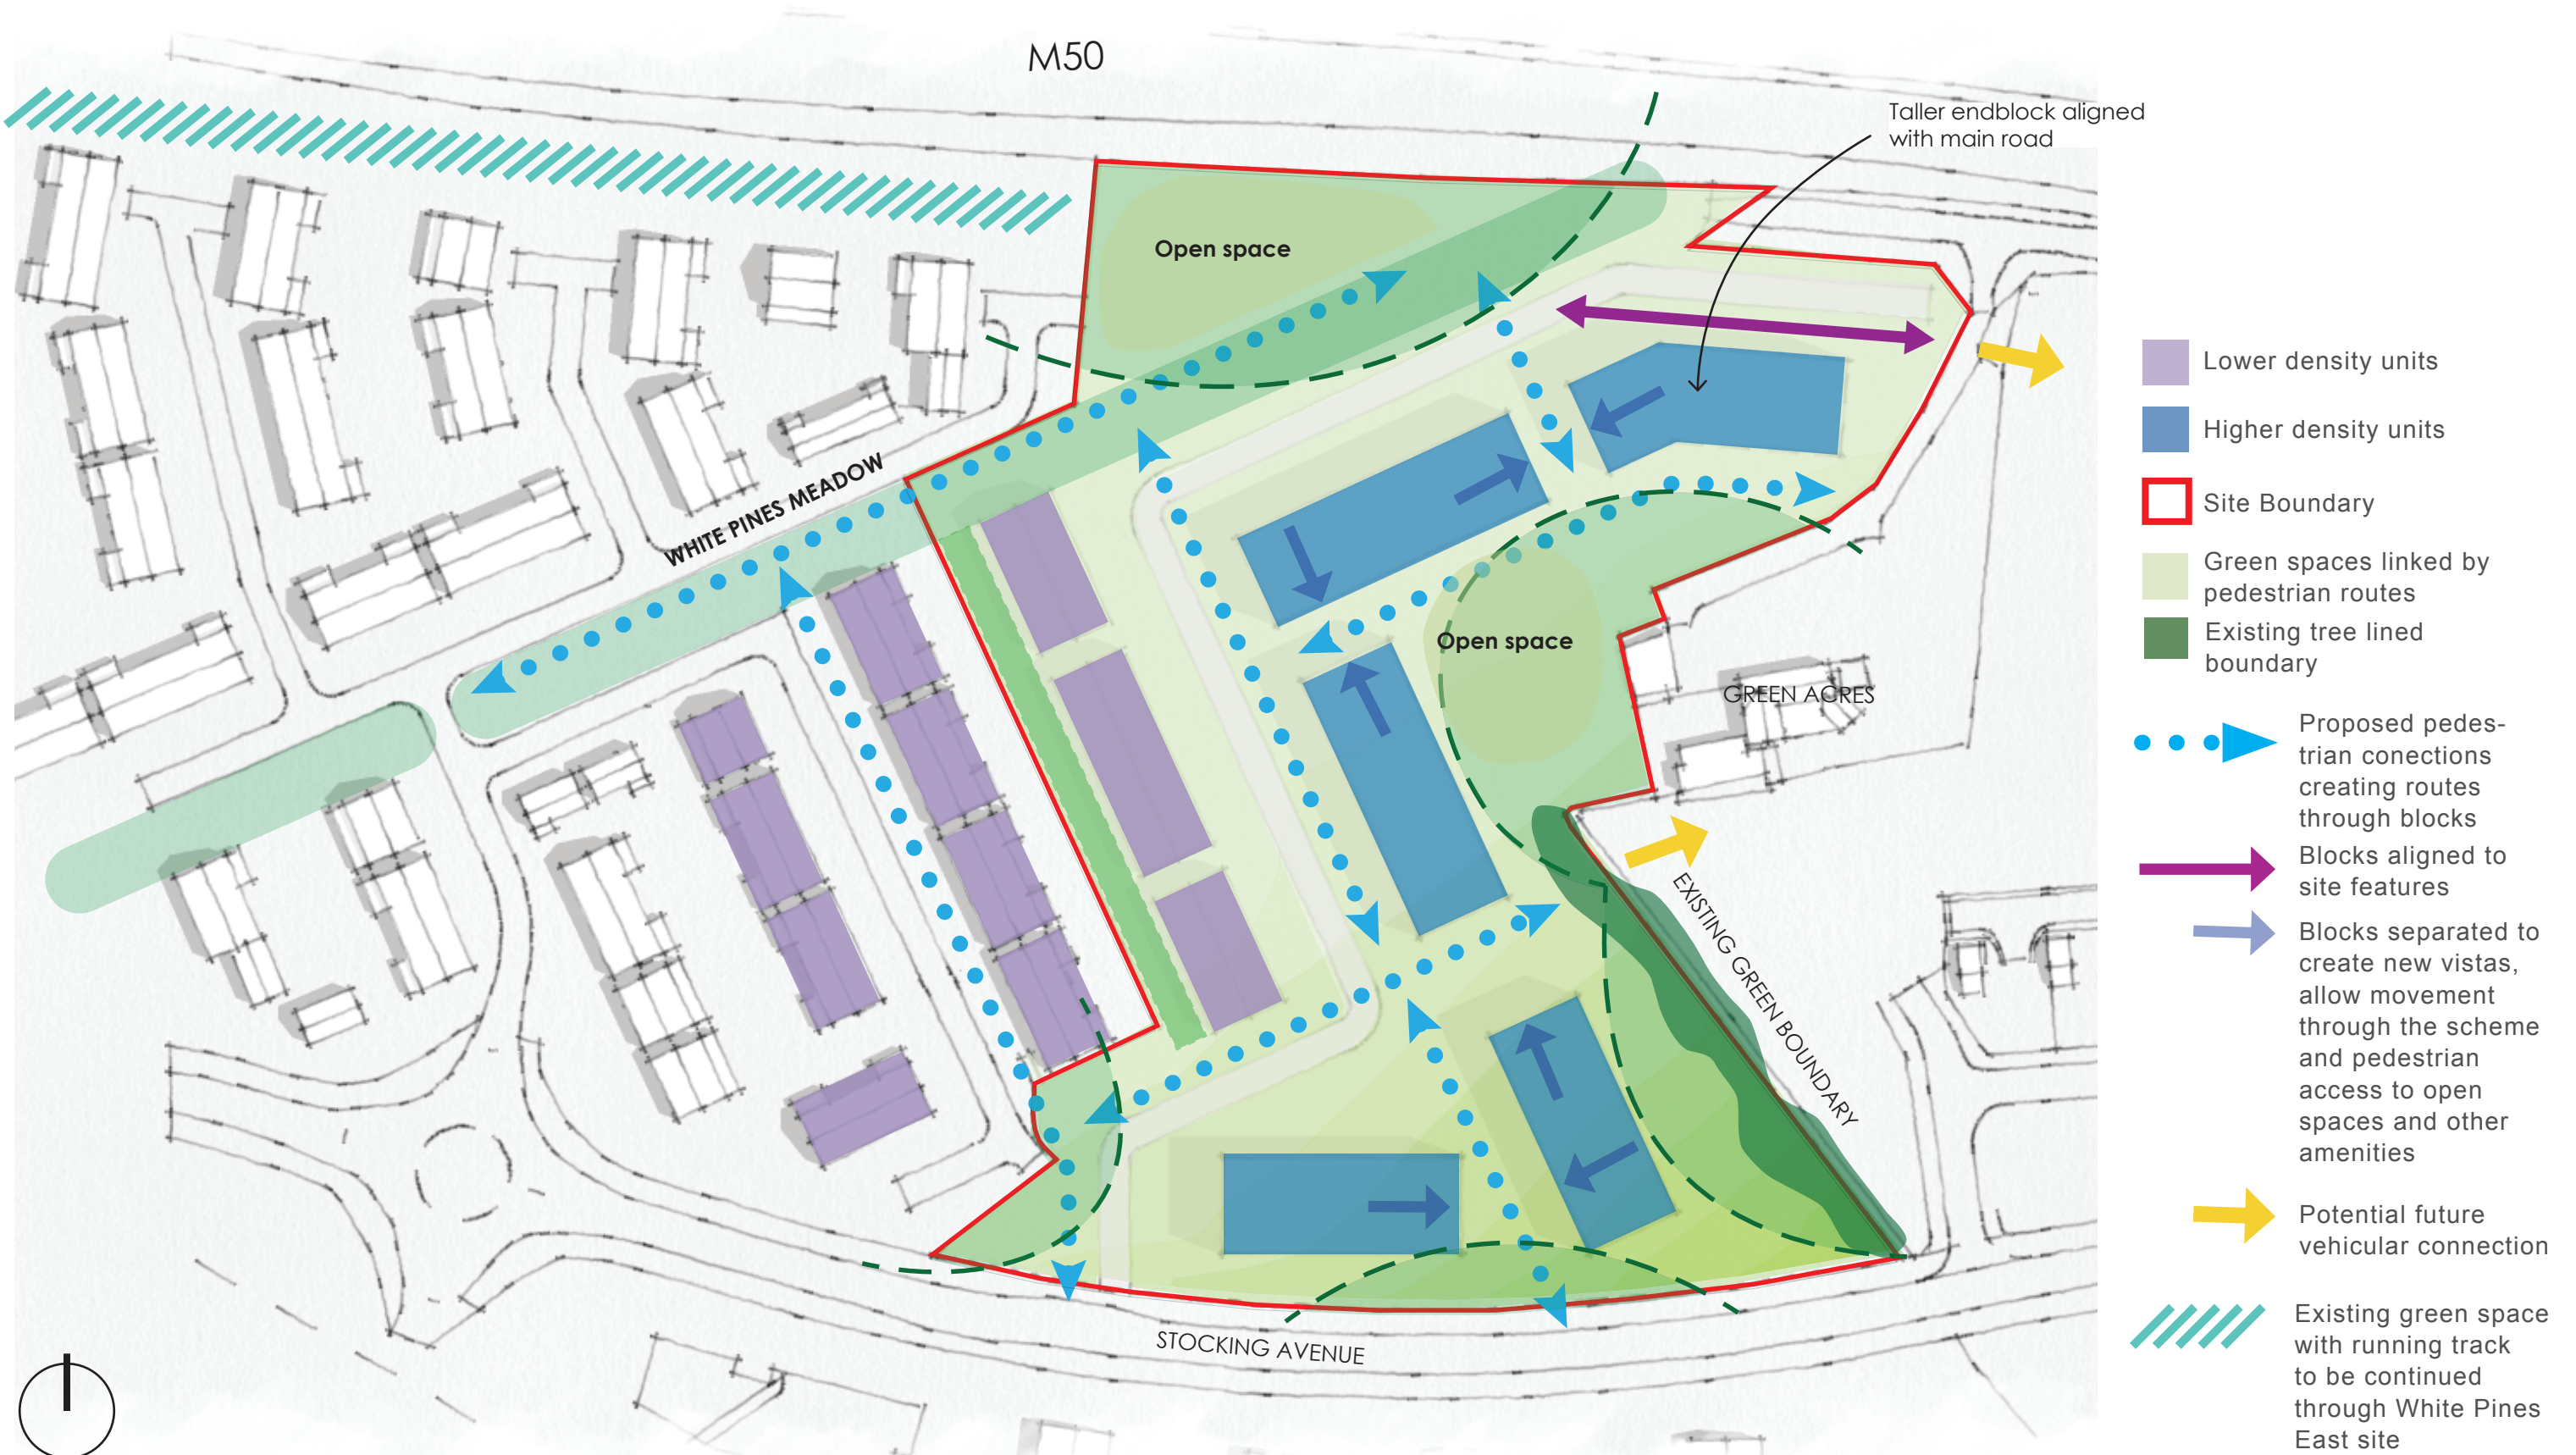 M50
Taller endblock aligned
with main road
Open space
WHITE PINES MEADOW
Open space
GREEN ACRES
EXISTING GREEN BOUNDARY
STOCKING AVENUE
Lower density units
Higher density units
Site Boundary
Green spaces linked by
pedestrian routes
Existing tree lined
boundary
Proposed pedes-
trian conections
creating routes
through blocks
Blocks aligned to
site features
Blocks separated to
create new vistas,
allow movement
through the scheme
and pedestrian
access to open
spaces and other
amenities
Potential future
vehicular connection
Existing green space
with running track
to be continued
through White Pines
East site